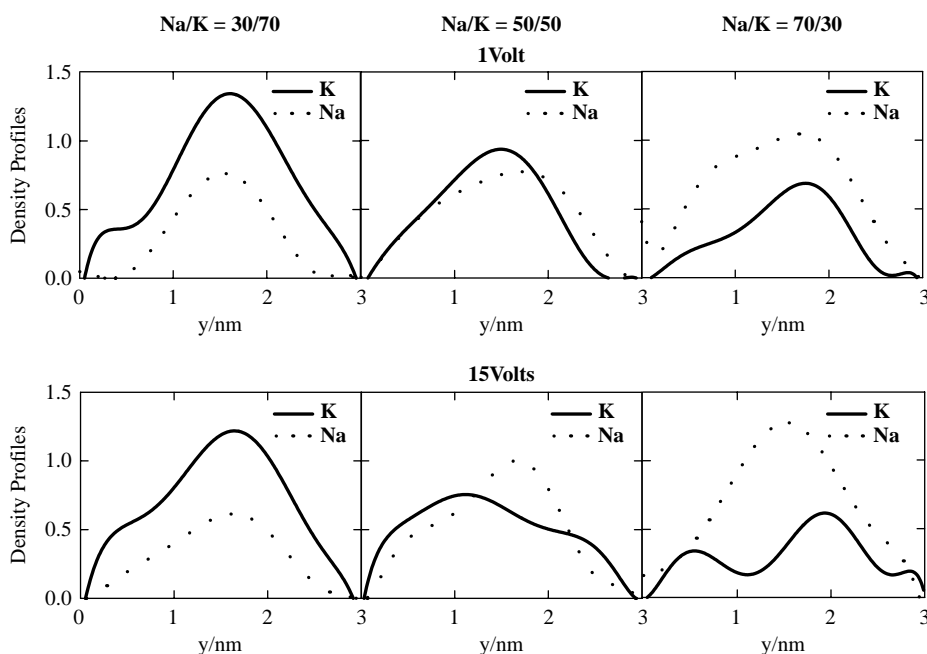 Na/K = 30/70 Na/K = 50/50 Na/K = 70/30
1Volt
1.5
1.0
0.5
0.0
Density Profiles
K
Na
K
Na
K
Na
0 1 2 3 1 2 3 1 2 3
y/nm y/nm y/nm
15Volts
1.5
1.0
0.5
0.0
Density Profiles
K
Na
K
Na
K
Na
0 1 2 3 1 2 3 1 2 3
y/nm y/nm y/nm